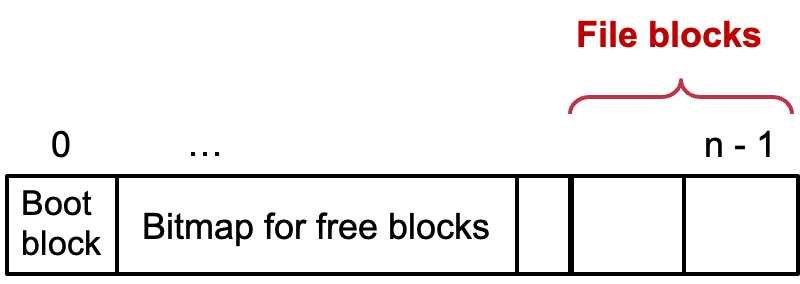 File blocks
0 ... n - 1
Boot
block
Bitmap for free blocks